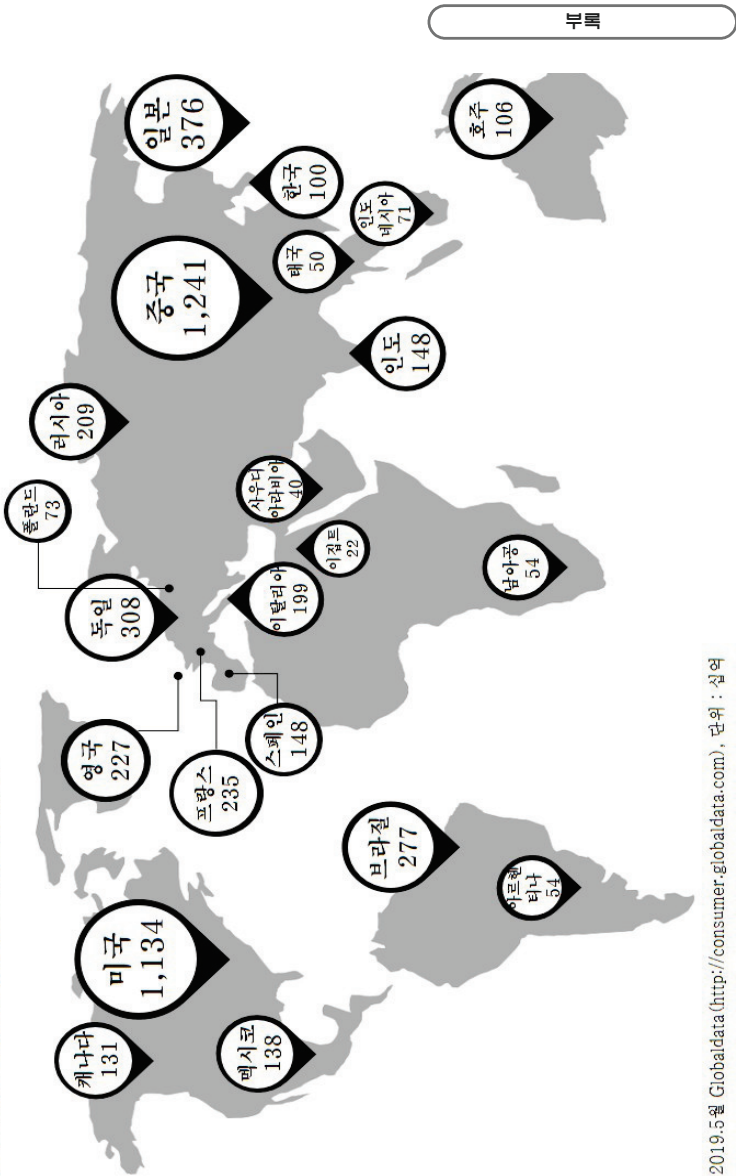 부록
캐나다
131
미국
1,134
멕시코
138
영국
227
프랑스
235
스페인
148
독일
308
폴란드
73
이탈리아
199
러시아
209
사우디
아라비아
40
이집트
22
남아공
54
중국
1,241
인도
148
태국
50
인도
네시아
71
한국
100
일본
376
호주
106
브라질
277
아르헨
티나
54
2019.5월 Globaldata(http://consumer.globaldata.com), 단위 : 십억